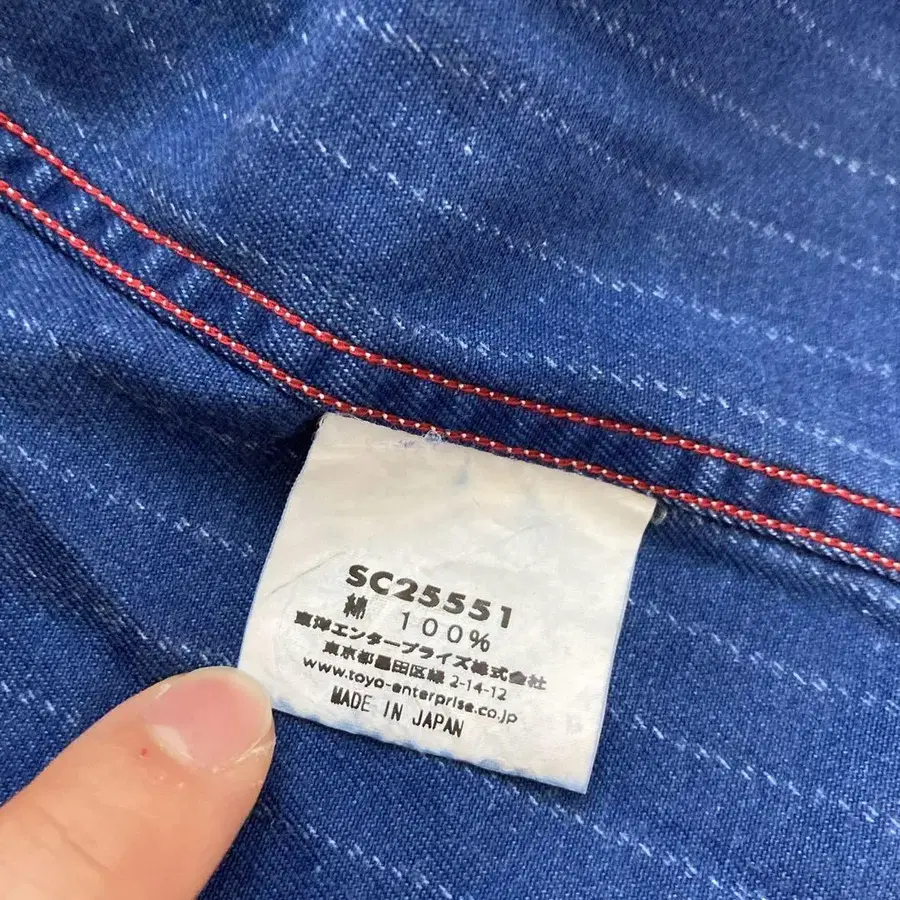 SC25551
綿 100%
東洋エンタープライズ株式会社
東京都墨田区緑 2-14-12
www.toyo-enterprise.co.jp
MADE IN JAPAN